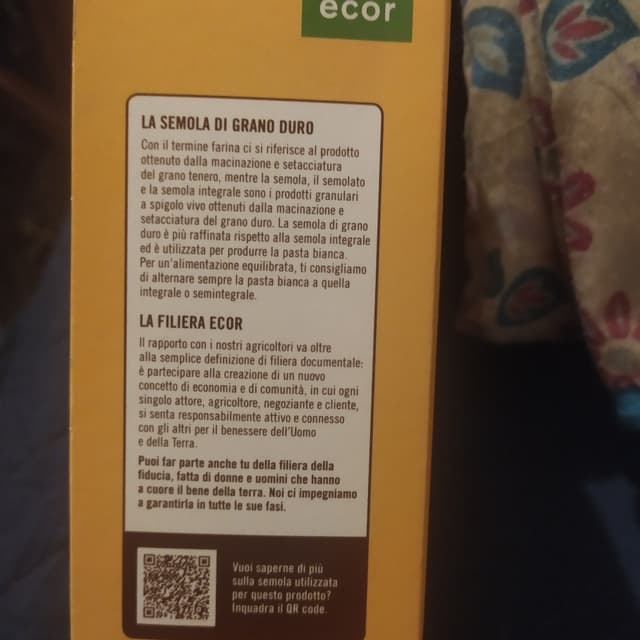 ecor
LA SEMOLA DI GRANO DURO
Con il termine farina ci si riferisce al prodotto
ottenuto dalla macinazione e setacciatura
del grano tenero, mentre la semola, il semolato
e la semola integrale sono i prodotti granulari
a spigolo vivo ottenuti dalla macinazione e
setacciatura del grano duro. La semola di grano
duro è più raffinata rispetto alla semola integrale
ed è utilizzata per produrre la pasta bianca.
Per un'alimentazione equilibrata, ti consigliamo
di alternare sempre la pasta bianca a quella
integrale o semintegrale.
LA FILIERA ECOR
Il rapporto con i nostri agricoltori va oltre
alla semplice definizione di filiera documentale:
è partecipare alla creazione di un nuovo
concetto di economia e di comunità, in cui ogni
singolo attore, agricoltore, negoziante e cliente,
si senta responsabilmente attivo e connesso
con gli altri per il benessere dell'Uomo
e della Terra.
Puoi far parte anche tu della filiera della
fiducia, fatta di donne e uomini che hanno
a cuore il bene della terra. Noi ci impegniamo
a garantirla in tutte le sue fasi.
Vuoi saperne di più
sulla semola utilizzata
per questo prodotto?
Inquadra il QR code.